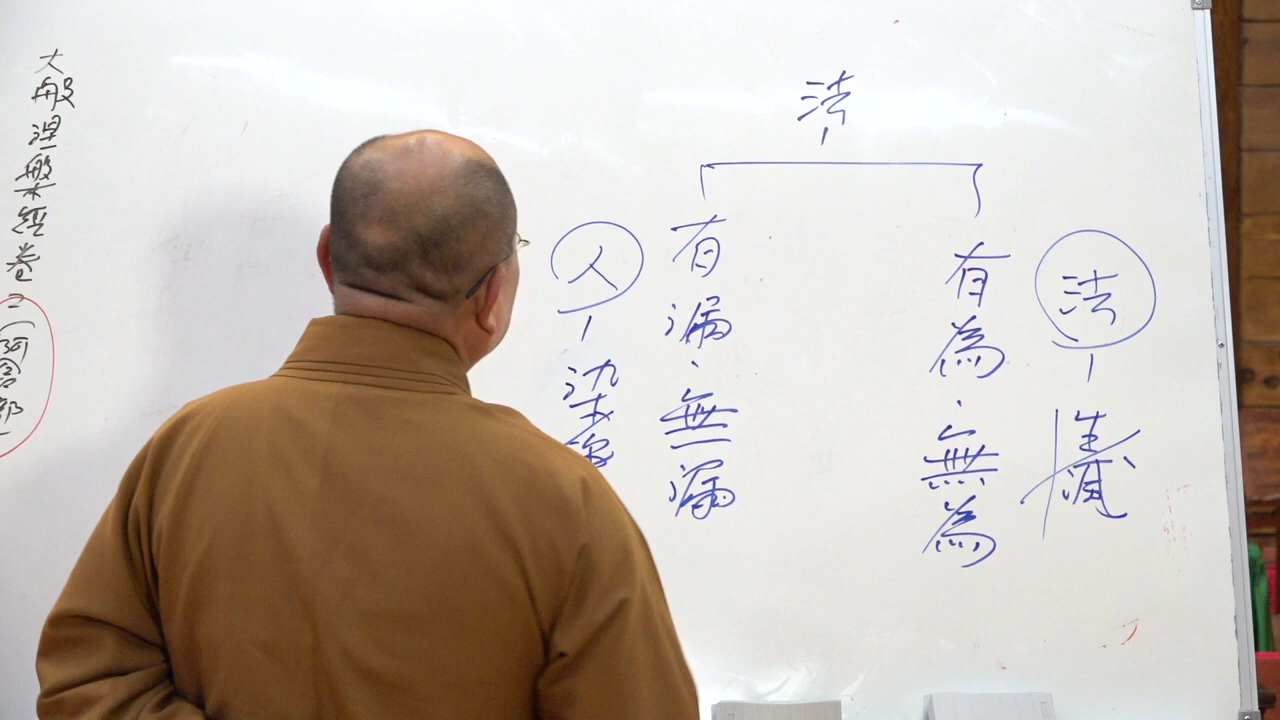 大般涅槃經卷二(阿含部
法
法
有為、無為
有漏、無漏
人
染